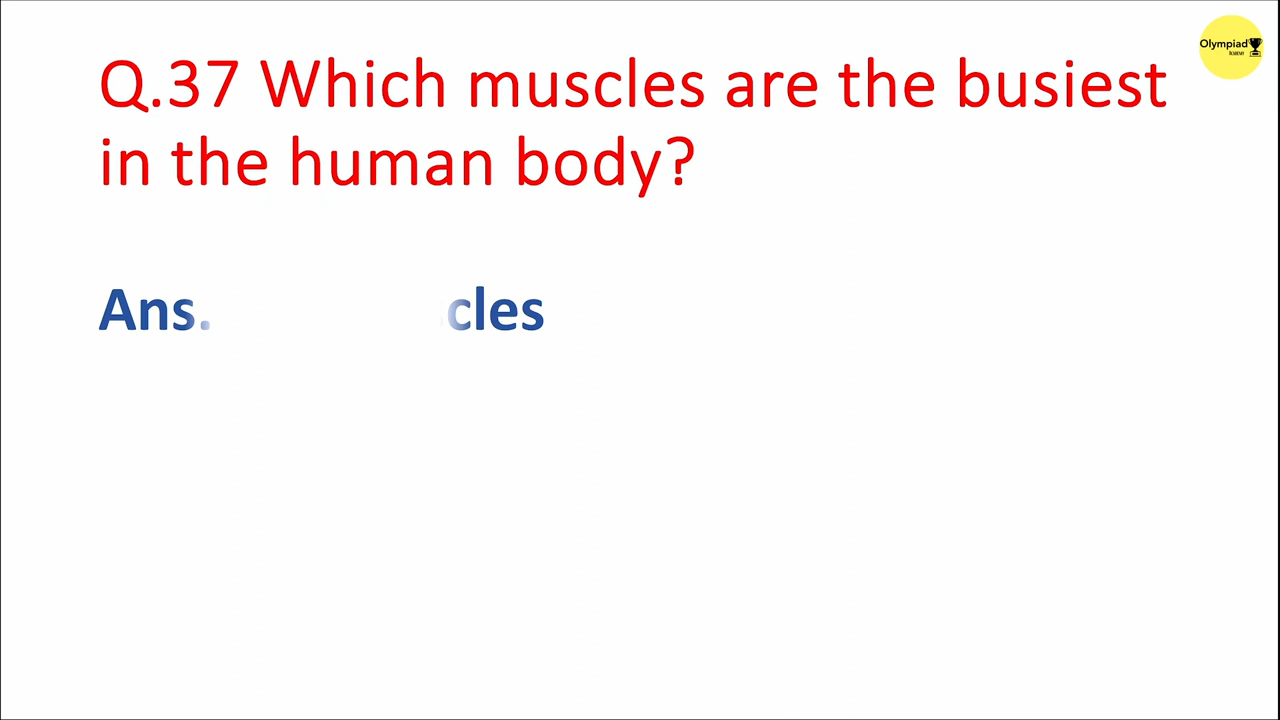 Olympiad
Q.37 Which muscles are the busiest
in the human body?
Ans. cles